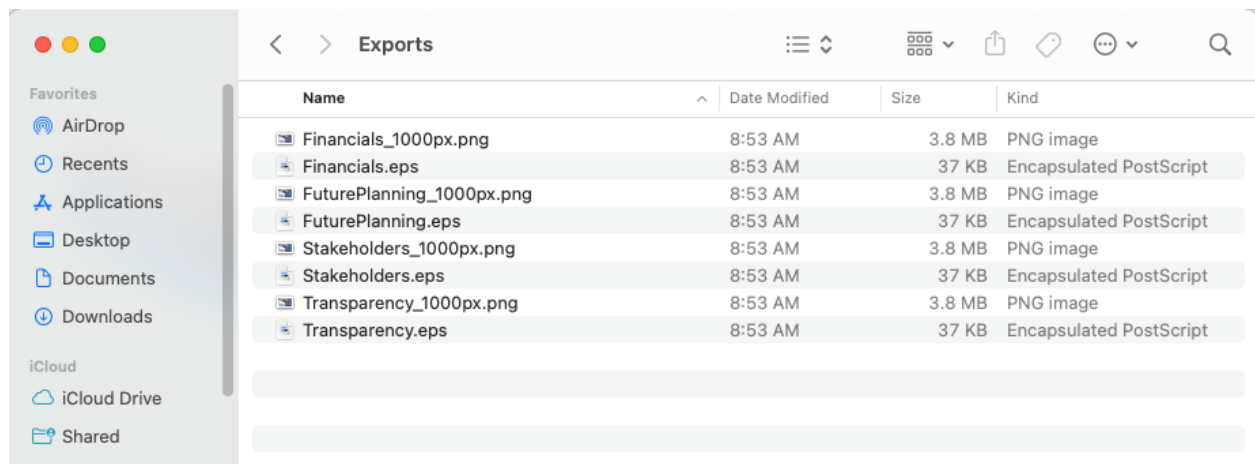 Exports
Favorites
AirDrop
Recents
Applications
Desktop
Documents
Downloads
iCloud
iCloud Drive
Shared
Name Date Modified Size Kind
Financials_1000px.png 8:53 AM 3.8 MB PNG image
Financials.eps 8:53 AM 37 KB Encapsulated PostScript
FuturePlanning_1000px.png 8:53 AM 3.8 MB PNG image
FuturePlanning.eps 8:53 AM 37 KB Encapsulated PostScript
Stakeholders_1000px.png 8:53 AM 3.8 MB PNG image
Stakeholders.eps 8:53 AM 37 KB Encapsulated PostScript
Transparency_1000px.png 8:53 AM 3.8 MB PNG image
Transparency.eps 8:53 AM 37 KB Encapsulated PostScript